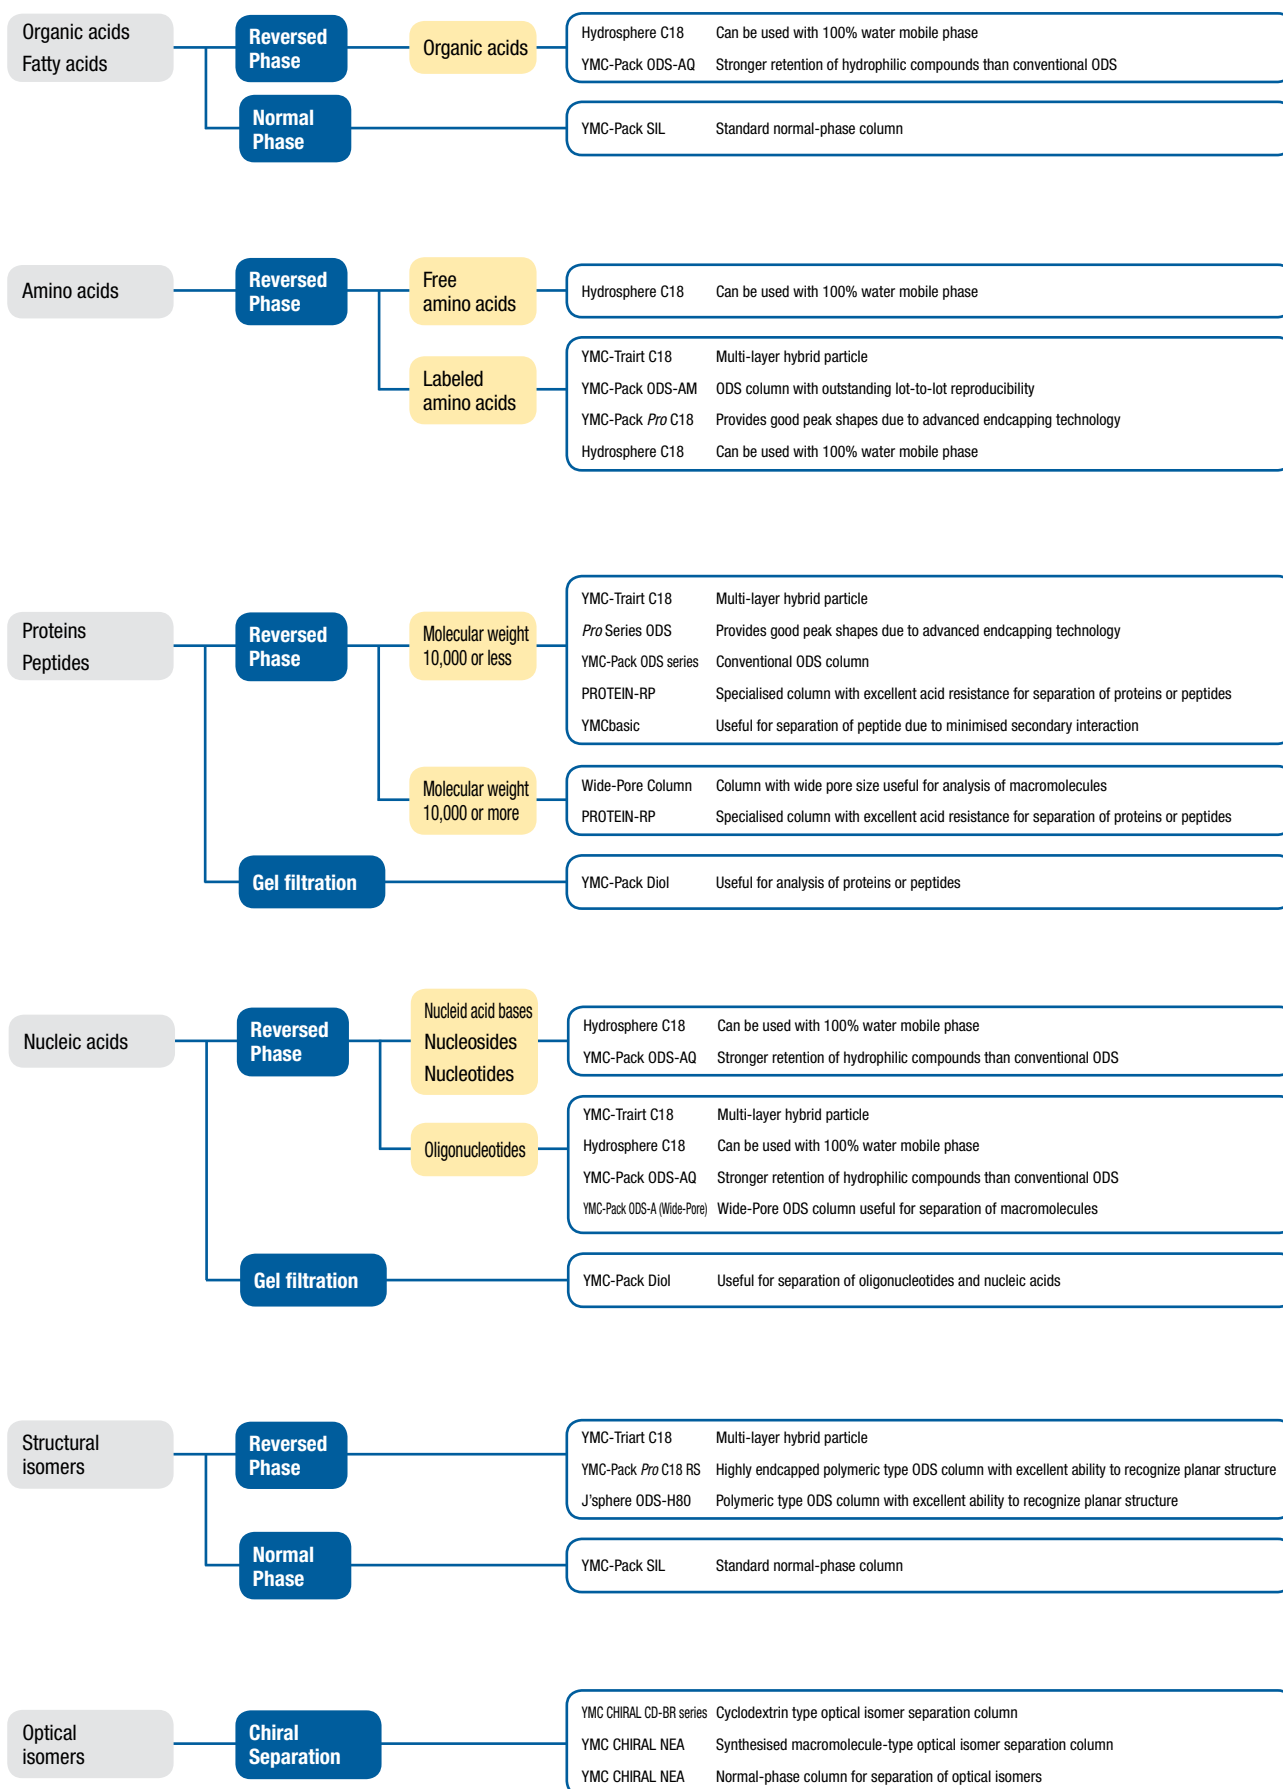 Organic acids
Fatty acids
Reversed
Phase
Organic acids
Hydrosphere C18 Can be used with 100% water mobile phase
YMC-Pack ODS-AQ Stronger retention of hydrophilic compounds than conventional ODS
Normal
Phase
YMC-Pack SIL Standard normal-phase column
Amino acids
Reversed
Phase
Free
amino acids
Hydrosphere C18 Can be used with 100% water mobile phase
Labeled
amino acids
YMC-Trairt C18 Multi-layer hybrid particle
YMC-Pack ODS-AM ODS column with outstanding lot-to-lot reproducibility
YMC-Pack Pro C18 Provides good peak shapes due to advanced endcapping technology
Hydrosphere C18 Can be used with 100% water mobile phase
Proteins
Peptides
Reversed
Phase
Molecular weight
10,000 or less
YMC-Trairt C18 Multi-layer hybrid particle
Pro Series ODS Provides good peak shapes due to advanced endcapping technology
YMC-Pack ODS series Conventional ODS column
PROTEIN-RP Specialised column with excellent acid resistance for separation of proteins or peptides
YMCbasic Useful for separation of peptide due to minimised secondary interaction
Molecular weight
10,000 or more
Wide-Pore Column Column with wide pore size useful for analysis of macromolecules
PROTEIN-RP Specialised column with excellent acid resistance for separation of proteins or peptides
Gel filtration
YMC-Pack Diol Useful for analysis of proteins or peptides
Nucleic acids
Reversed
Phase
Nucleid acid bases
Nucleosides
Nucleotides
Hydrosphere C18 Can be used with 100% water mobile phase
YMC-Pack ODS-AQ Stronger retention of hydrophilic compounds than conventional ODS
Oligonucleotides
YMC-Trairt C18 Multi-layer hybrid particle
Hydrosphere C18 Can be used with 100% water mobile phase
YMC-Pack ODS-AQ Stronger retention of hydrophilic compounds than conventional ODS
YMC-Pack ODS-A (Wide-Pore) Wide-Pore ODS column useful for separation of macromolecules
Gel filtration
YMC-Pack Diol Useful for separation of oligonucleotides and nucleic acids
Structural
isomers
Reversed
Phase
YMC-Triart C18 Multi-layer hybrid particle
YMC-Pack Pro C18 RS Highly endcapped polymeric type ODS column with excellent ability to recognize planar structure
J'sphere ODS-H80 Polymeric type ODS column with excellent ability to recognize planar structure
Normal
Phase
YMC-Pack SIL Standard normal-phase column
Optical
isomers
Chiral
Separation
YMC CHIRAL CD-BR series Cyclodextrin type optical isomer separation column
YMC CHIRAL NEA Synthesised macromolecule-type optical isomer separation column
YMC CHIRAL NEA Normal-phase column for separation of optical isomers